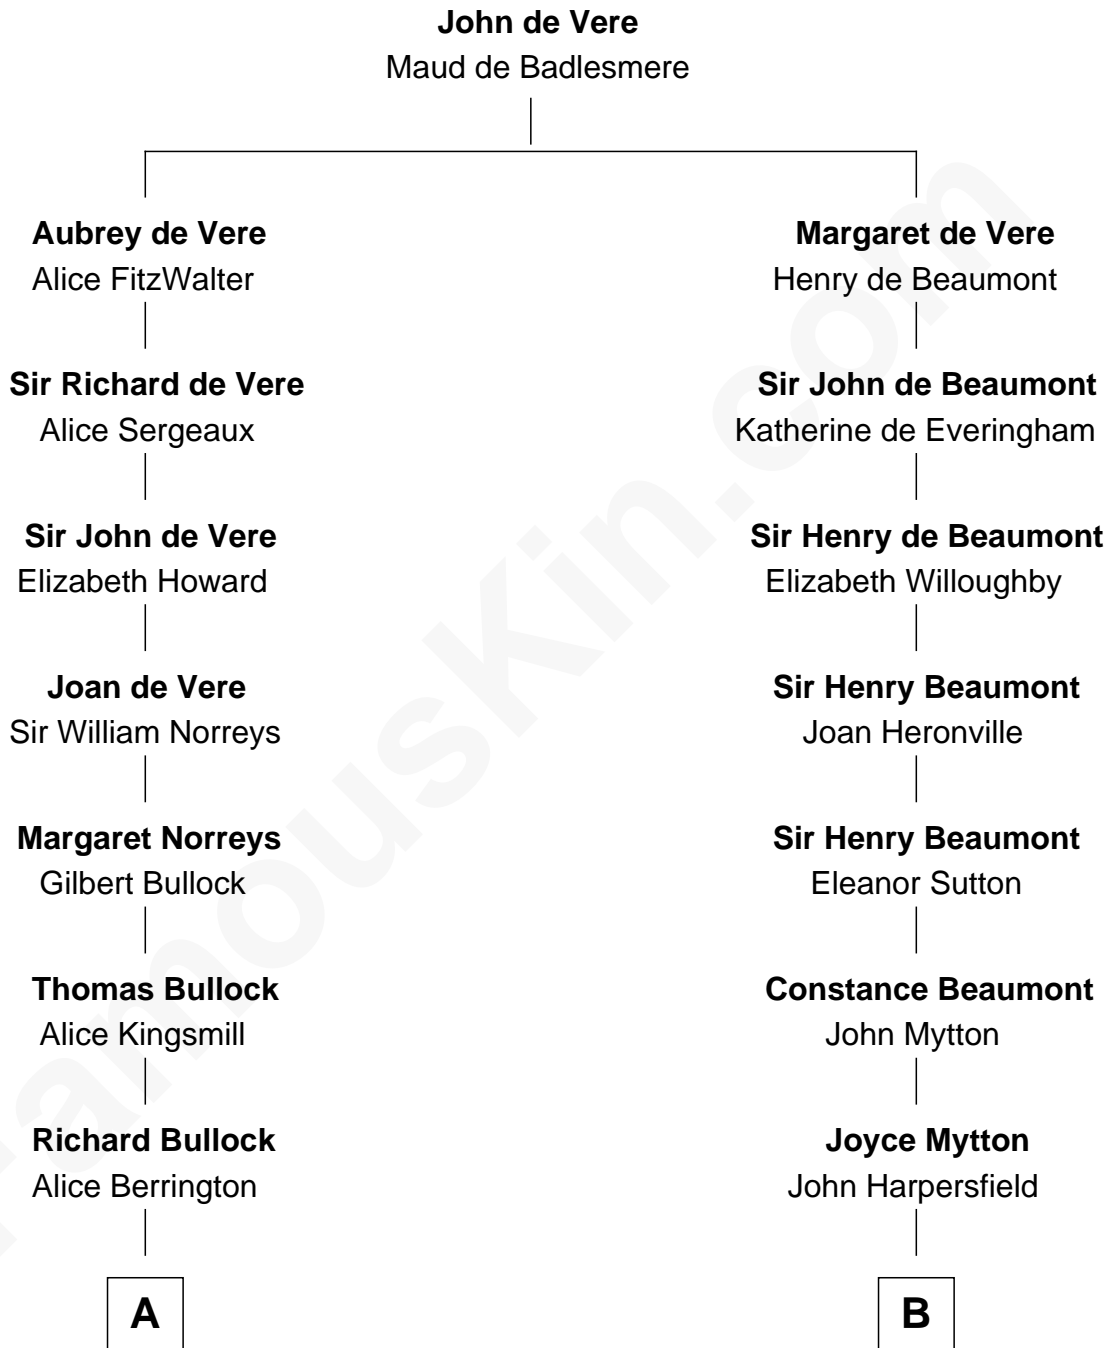 John de Vere
Maud de Badlesmere
Aubrey de Vere
Alice FitzWalter
Margaret de Vere
Henry de Beaumont
Sir Richard de Vere
Alice Sergeaux
Sir John de Beaumont
Katherine de Everingham
Sir John de Vere
Elizabeth Howard
Sir Henry de Beaumont
Elizabeth Willoughby
Joan de Vere
Sir William Norreys
Sir Henry Beaumont
Joan Heronville
Margaret Norreys
Gilbert Bullock
Sir Henry Beaumont
Eleanor Sutton
Thomas Bullock
Alice Kingsmill
Constance Beaumont
John Mytton
Richard Bullock
Alice Berrington
Joyce Mytton
John Harpersfield
A
B
FamousKin.com